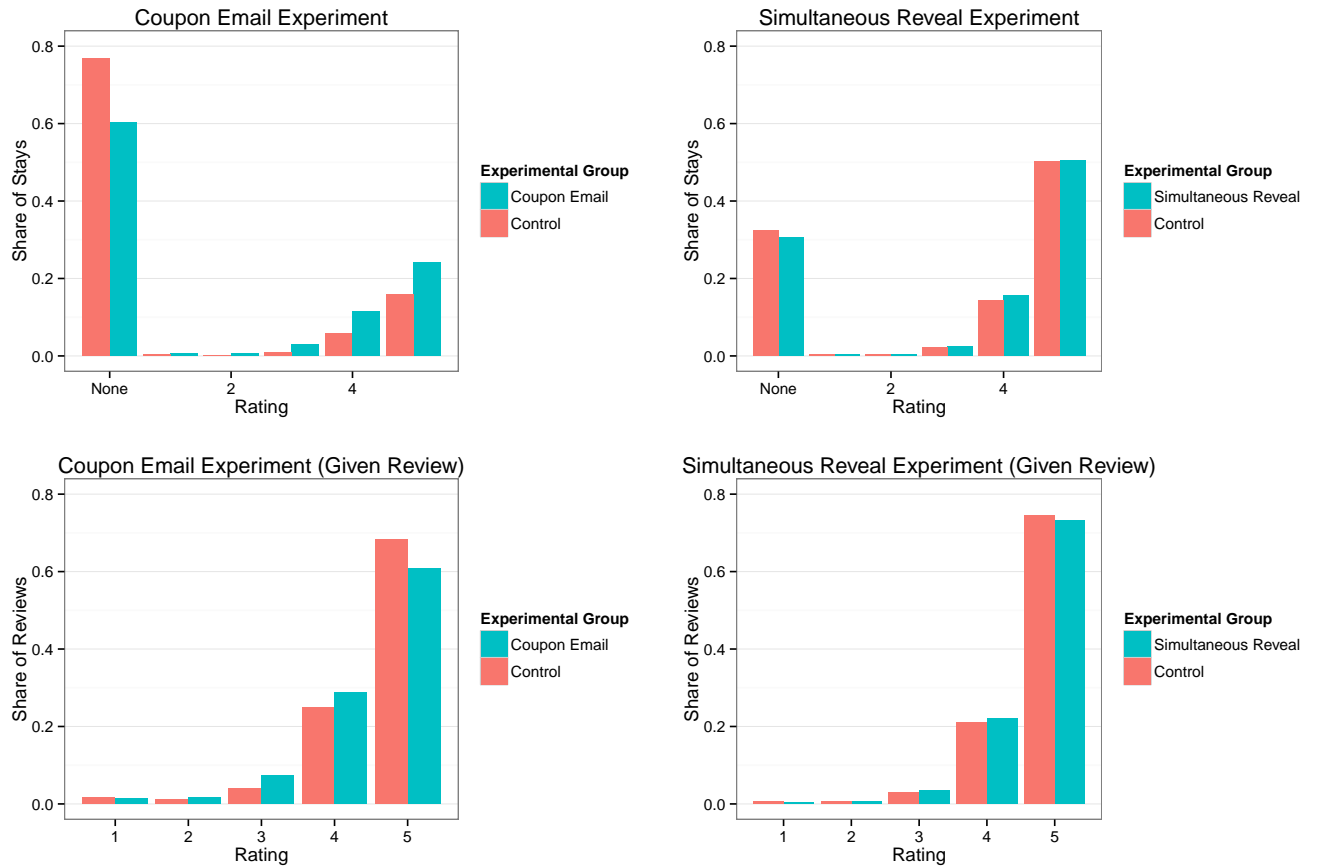 Coupon Email Experiment
Share of Stays
0.8
0.6
0.4
0.2
0.0
None
2
4
Rating
Experimental Group
Coupon Email
Control
Simultaneous Reveal Experiment
Share of Stays
0.8
0.6
0.4
0.2
0.0
None
2
4
Rating
Experimental Group
Simultaneous Reveal
Control
Coupon Email Experiment (Given Review)
Share of Reviews
0.8
0.6
0.4
0.2
0.0
1
2
3
4
5
Rating
Experimental Group
Coupon Email
Control
Simultaneous Reveal Experiment (Given Review)
Share of Reviews
0.8
0.6
0.4
0.2
0.0
1
2
3
4
5
Rating
Experimental Group
Simultaneous Reveal
Control